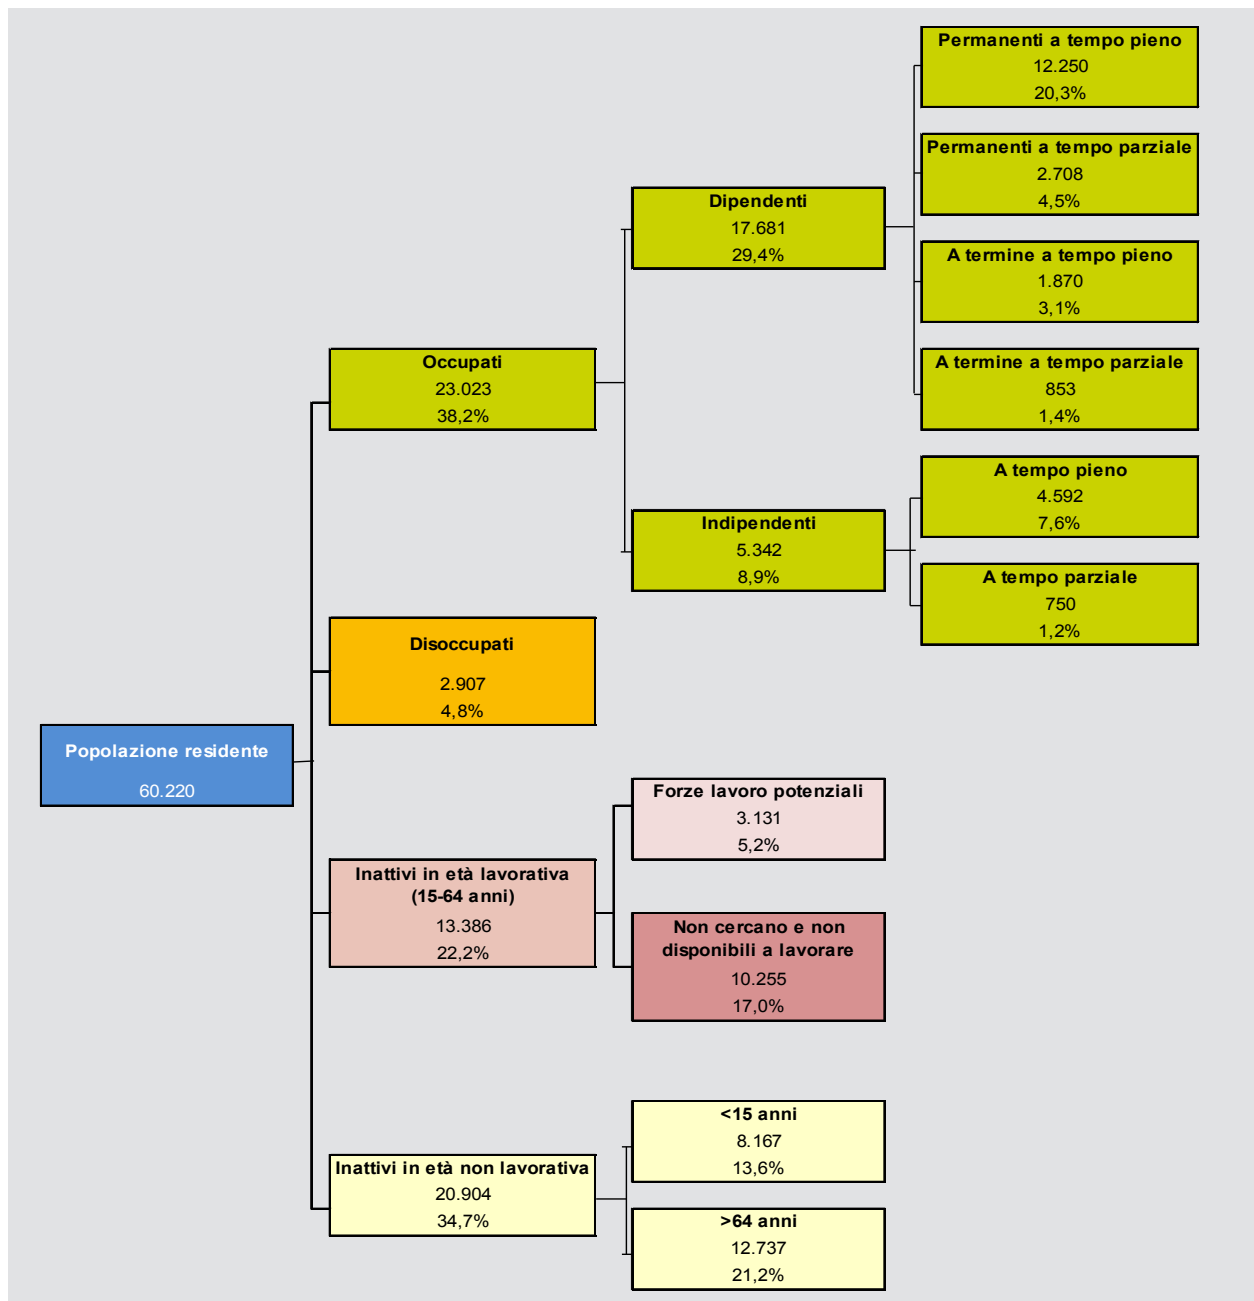 Popolazione residente
60.220
Occupati
23.023
38,2%
Dipendenti
17.681
29,4%
Permanenti a tempo pieno
12.250
20,3%
Permanenti a tempo parziale
2.708
4,5%
A termine a tempo pieno
1.870
3,1%
A termine a tempo parziale
853
1,4%
Indipendenti
5.342
8,9%
A tempo pieno
4.592
7,6%
A tempo parziale
750
1,2%
Disoccupati
2.907
4,8%
Inattivi in età lavorativa
(15-64 anni)
13.386
22,2%
Forze lavoro potenziali
3.131
5,2%
Non cercano e non
disponibili a lavorare
10.255
17,0%
Inattivi in età non lavorativa
20.904
34,7%
<15 anni
8.167
13,6%
>64 anni
12.737
21,2%